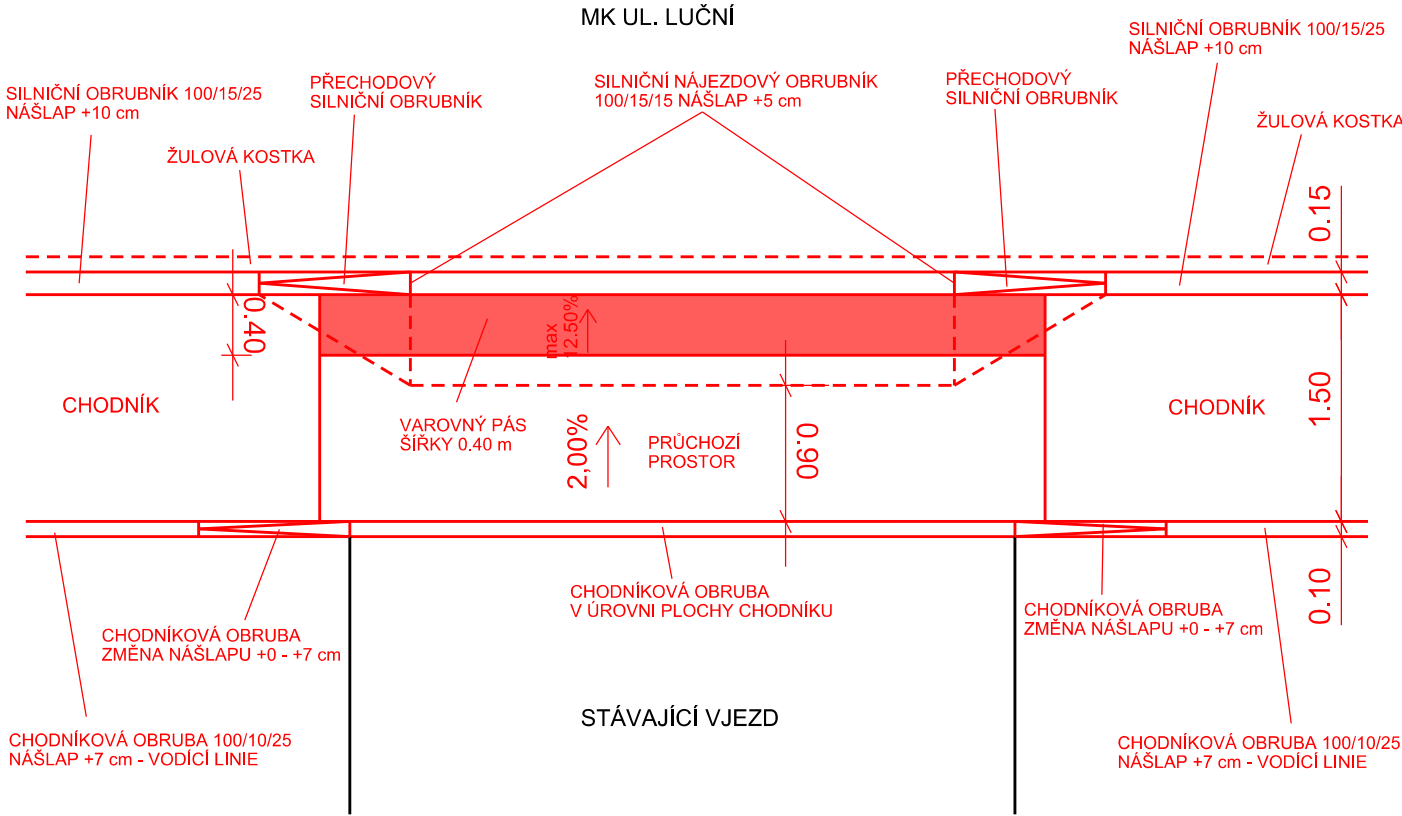 MK UL. LUČNÍ
SILNIČNÍ OBRUBNÍK 100/15/25
NÁŠLAP +10 cm
PŘECHODOVÝ
SILNIČNÍ OBRUBNÍK
SILNIČNÍ NÁJEZDOVÝ OBRUBNÍK
100/15/15 NÁŠLAP +5 cm
PŘECHODOVÝ
SILNIČNÍ OBRUBNÍK
SILNIČNÍ OBRUBNÍK 100/15/25
NÁŠLAP +10 cm
ŽULOVÁ KOSTKA
ŽULOVÁ KOSTKA
0.15
0.40
max
12.50%
CHODNÍK
VAROVNÝ PÁS
ŠÍŘKY 0.40 m
2,00%
PRŮCHOZÍ
PROSTOR
0.90
CHODNÍK
1.50
CHODNÍKOVÁ OBRUBA
V ÚROVNI PLOCHY CHODNÍKU
0.10
CHODNÍKOVÁ OBRUBA
ZMĚNA NÁŠLAPU +0 - +7 cm
CHODNÍKOVÁ OBRUBA
ZMĚNA NÁŠLAPU +0 - +7 cm
STÁVAJÍCÍ VJEZD
CHODNÍKOVÁ OBRUBA 100/10/25
NÁŠLAP +7 cm - VODÍCÍ LINIE
CHODNÍKOVÁ OBRUBA 100/10/25
NÁŠLAP +7 cm - VODÍCÍ LINIE